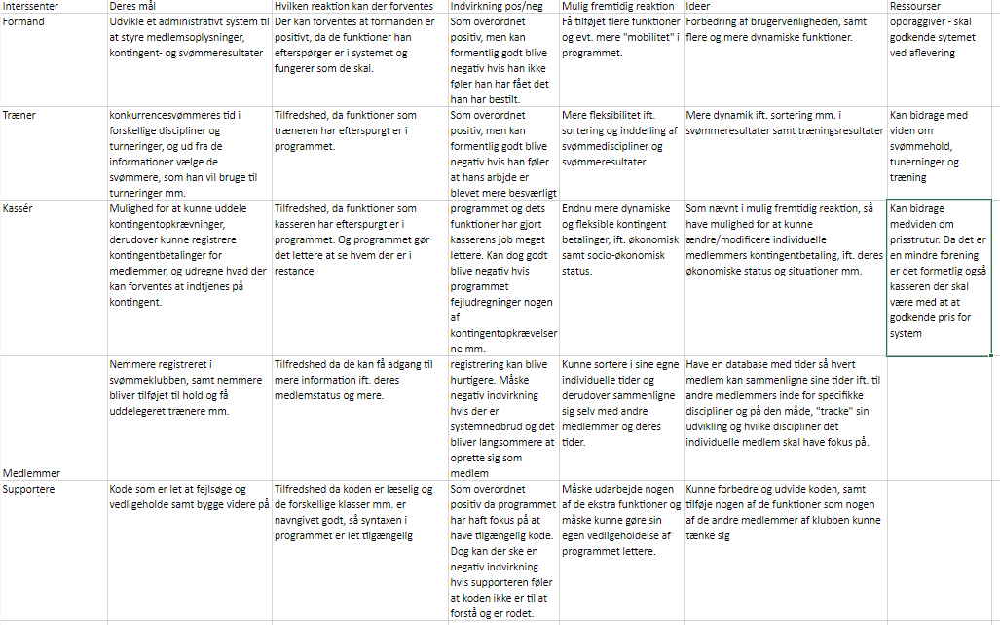 Interssenter
Deres mål
Hvilken reaktion kan der forventes
Indvirkning pos/neg
Mulig fremtidig reaktion
Ideer
Ressourser
Formand
Udvikle et administrativt system til
at styre medlemsoplysninger,
kontingent- og svømmeresultater
Der kan forventes at formanden er
positivt, da de funktioner han
efterspørger er i systemet og
fungerer som de skal.
Som overordnet
positiv, men kan
formentlig godt blive
negativ hvis han ikke
føler han har fået det
han har bestilt.
Få tilføjet flere funktioner
og evt. mere "mobilitet" i
programmet.
Forbedring af brugervenligheden, samt
flere og mere dynamiske funktioner.
opdraggiver - skal
godkende sytemet
ved aflevering
Træner
konkurrencesvømmeres tid i
forskellige discipliner og
turneringer, og ud fra de
informationer vælge de
svømmere, som han vil bruge til
turneringer mm.
Tilfredshed, da funktioner som
træneren har efterspurgt er i
programmet.
Som overordnet
positiv, men kan
formentlig godt blive
negativ hvis han føler
at hans arbjde er
blevet mere besværligt
Mere fleksibilitet ift.
sortering og inddelling af
svømmediscipliner og
svømmeresultater
Mere dynamik ift. sortering mm. i
svømmeresultater samt træningsresultater
Kan bidrage med
viden om
svømmehold,
tunerninger og
træning
Kassér
Mulighed for at kunne uddele
kontingentopkrævninger,
derudover kunne registrere
kontingentbetalinger for
medlemmer, og udregne hvad der
kan forventes at indtjenes på
kontingent.
Tilfredshed, da funktioner som
kasseren har efterspurgt er i
programmet. Og programmet gør
det lettere at se hvem der er i
restance
programmet og dets
funktioner har gjort
kasserens job meget
lettere. Kan dog godt
blive negativ hvis
programmet
fejludregninger nogen
af
kontingentopkrævelser
ne mm.
Endnu mere dynamiske
og fleksible kontingent
betalinger, ift. økonomisk
samt socio-økonomisk
status.
Som nævnt i mulig fremtidig reaktion, så
have mulighed for at kunne
ændre/modificere individuelle
medlemmers kontingentbetaling, ift. deres
økonomiske status og situationer mm.
Kan bidrage
medviden om
prisstrutur. Da det er
en mindre forening
er det formetlig også
kasseren der skal
være med at at
godkende pris for
system
Medlemmer
Nemmere registreret i
svømmeklubben, samt nemmere
bliver tilføjet til hold og få
uddelegeret trænere mm.
Tilfredshed da de kan få adgang til
mere information ift. deres
medlemstatus og mere.
registrering kan blive
hurtigere. Måske
negativ indvirkning
hvis der er
systemnedbrud og det
bliver langsommere at
oprette sig som
medlem
Kunne sortere i sine egne
individuelle tider og
derudover sammenligne
sig selv med andre
medlemmer og deres
tider.
Have en database med tider så hvert
medlem kan sammenligne sine tider ift. til
andre medlemmers inde for specifikke
discipliner og på den måde, "tracke" sin
udvikling og hvilke discipliner det
individuelle medlem skal have fokus på.
Supportere
Kode som er let at fejlsøge og
vedligeholde samt bygge videre på
Tilfredshed da koden er læselig og
de forskellige klasser mm. er
navngivet godt, så syntaxen i
programmet er let tilgængelig
Som overordnet
positiv da programmet
har haft fokus på at
have tilgængelig kode.
Dog kan der ske en
negativ indvirkning
hvis supporteren føler
at koden ikke er til at
forstå og er rodet.
Måske udarbejde nogen
af de ekstra funktioner og
måske kunne gøre sin
egen vedligeholdelse af
programmet lettere.
Kunne forbedre og udvide koden, samt
tilføje nogen af de funktioner som nogen
af de andre medlemmer af klubben kunne
tænke sig